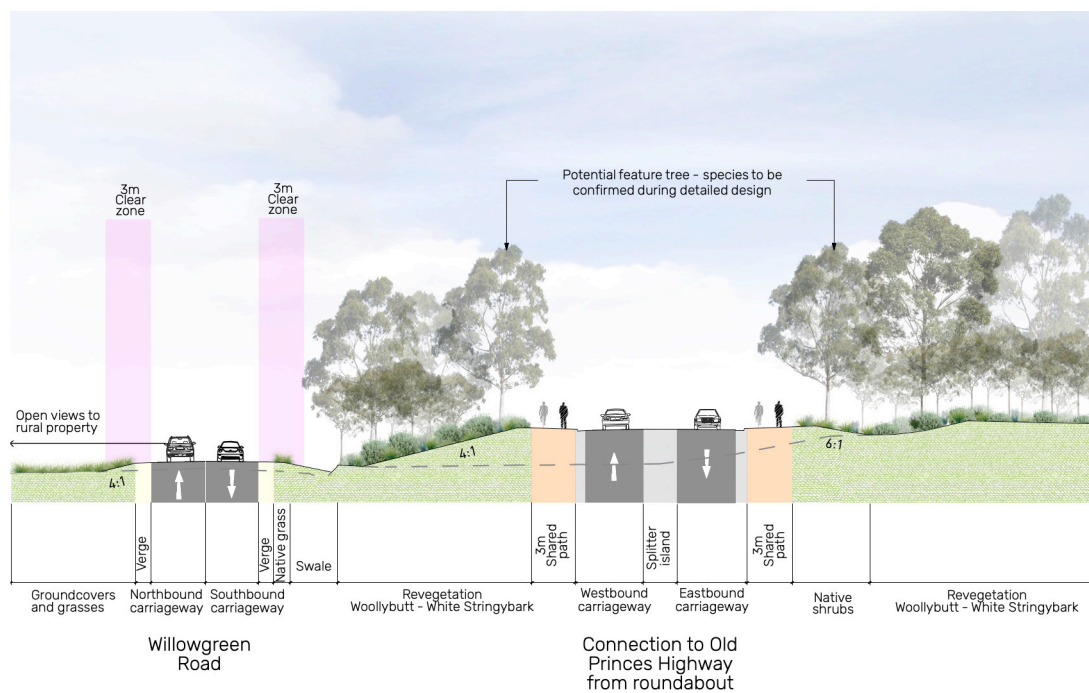 Potential feature tree - species to be
confirmed during detailed design
3m
Clear
zone
3m
Clear
zone
Open views to
rural property
4:1
4:1
6:1
Verge
Verge
Native grass
Swale
3m
Shared
path
Splitter
island
3m
Shared
path
Groundcovers
and grasses
Northbound
carriageway
Southbound
carriageway
Revegetation
Woollybutt - White Stringybark
Westbound
carriageway
Eastbound
carriageway
Native
shrubs
Revegetation
Woollybutt - White Stringybark
Willowgreen
Road
Connection to Old
Princes Highway
from roundabout